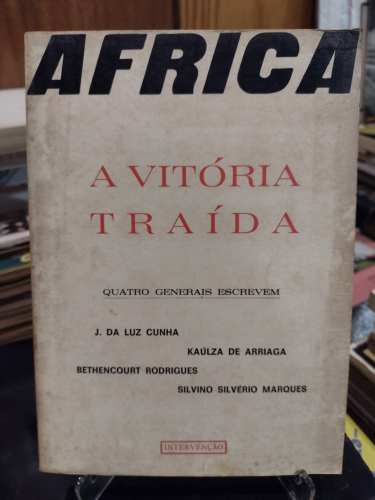 AFRICA
A VITÓRIA
TRAÍDA
QUATRO GENERAIS ESCREVEM
J. DA LUZ CUNHA
KAÚLZA DE ARRIAGA
BETHENCOURT RODRIGUES
SILVINO SILVÉRIO MARQUES
INTERVENÇÃO